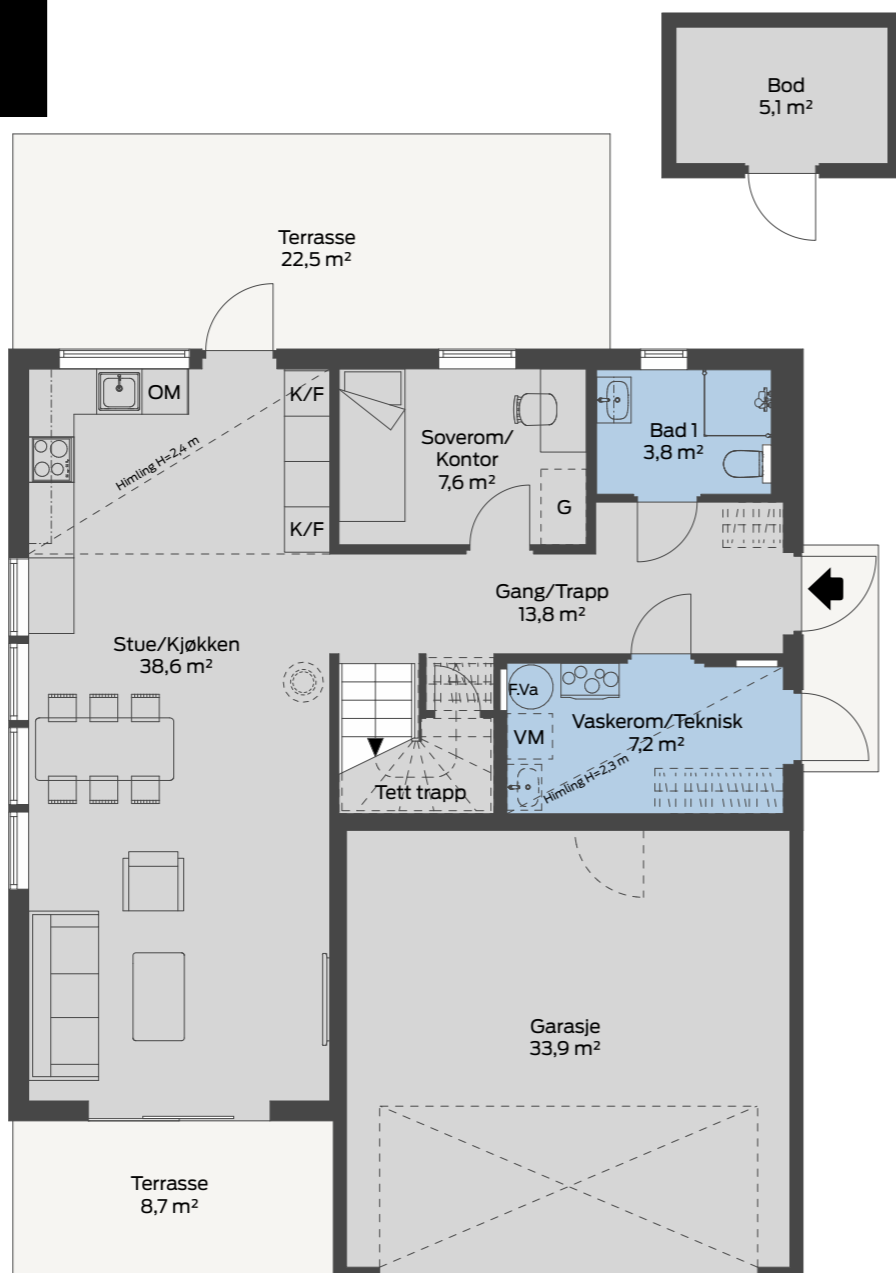 Bod
5,1 m²
Terrasse
22,5 m²
OM
K/F
Himling H=2,4 m
K/F
Soverom/
Kontor
7,6 m²
G
Bad 1
3,8 m²
Gang/Trapp
13,8 m²
Stue/Kjøkken
38,6 m²
F.Va
VM
Vaskerom/Teknisk
7,2 m²
Himling H=2,3 m
Tett trapp
Garasje
33,9 m²
Terrasse
8,7 m²